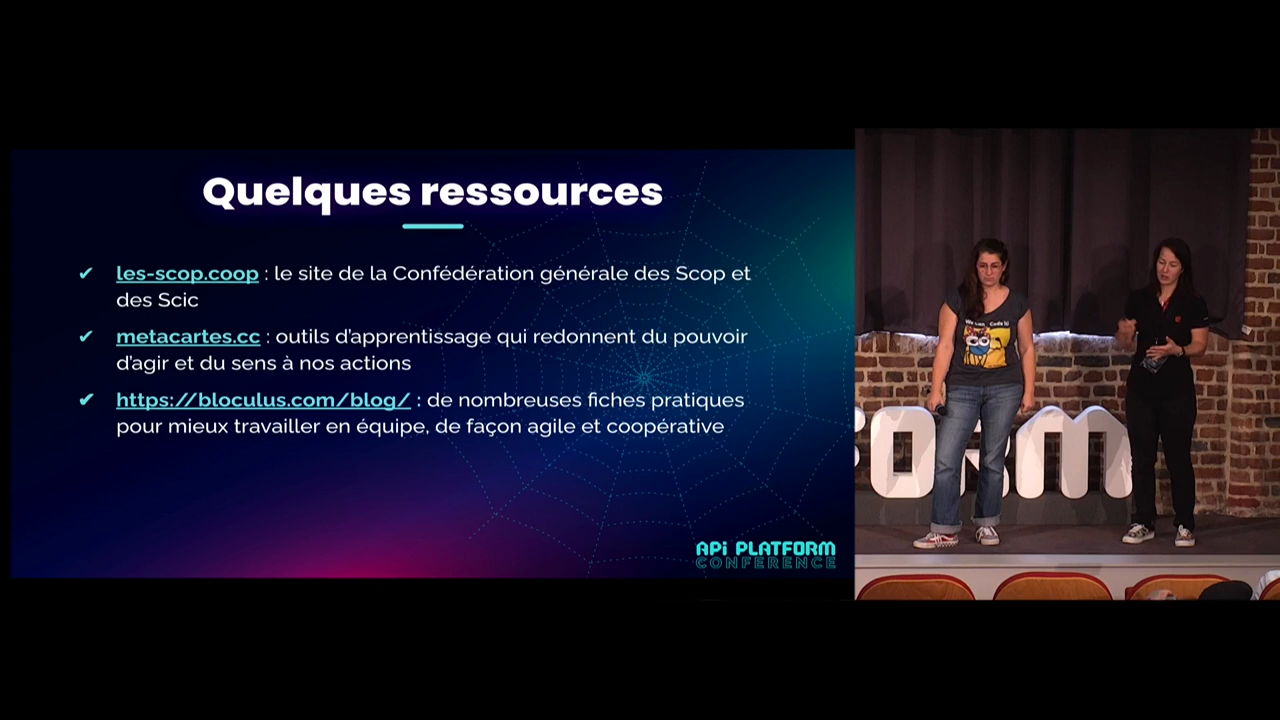 Quelques ressources
✔ les-scop.coop : le site de la Confédération générale des Scop et
des Scic
✔ metacartes.cc : outils d'apprentissage qui redonnent du pouvoir
d'agir et du sens à nos actions
✔ https://bloculus.com/blog/ : de nombreuses fiches pratiques
pour mieux travailler en équipe, de façon agile et coopérative
APi PLATFORM
CONFERENCE